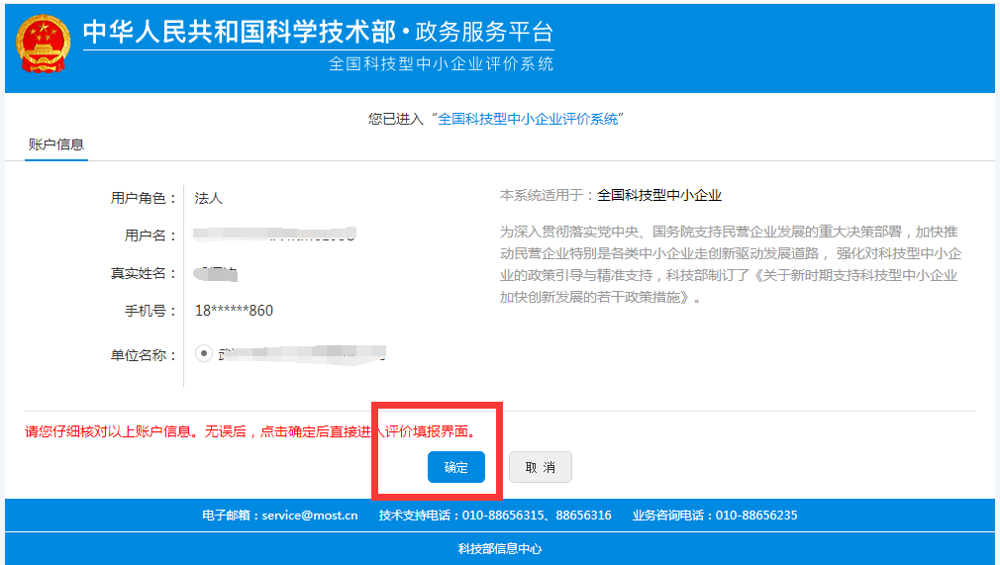 中华人民共和国科学技术部·政务服务平台
全国科技型中小企业评价系统
您已进入“全国科技型中小企业评价系统”
账户信息
用户角色： 法人
用户名：
真实姓名：
手机号： 18******860
单位名称：
本系统适用于：全国科技型中小企业
为深入贯彻落实党中央、国务院支持民营企业发展的重大决策部署，加快推
动民营企业特别是各类中小企业走创新驱动发展道路， 强化对科技型中小企
业的政策引导与精准支持，科技部制订了《关于新时期支持科技型中小企业
加快创新发展的若干政策措施》。
请您仔细核对以上账户信息。无误后，点击确定后直接进入评价填报界面。
确定 取 消
电子邮箱：service@most.cn 技术支持电话：010-88656315、88656316 业务咨询电话：010-88656235
科技部信息中心